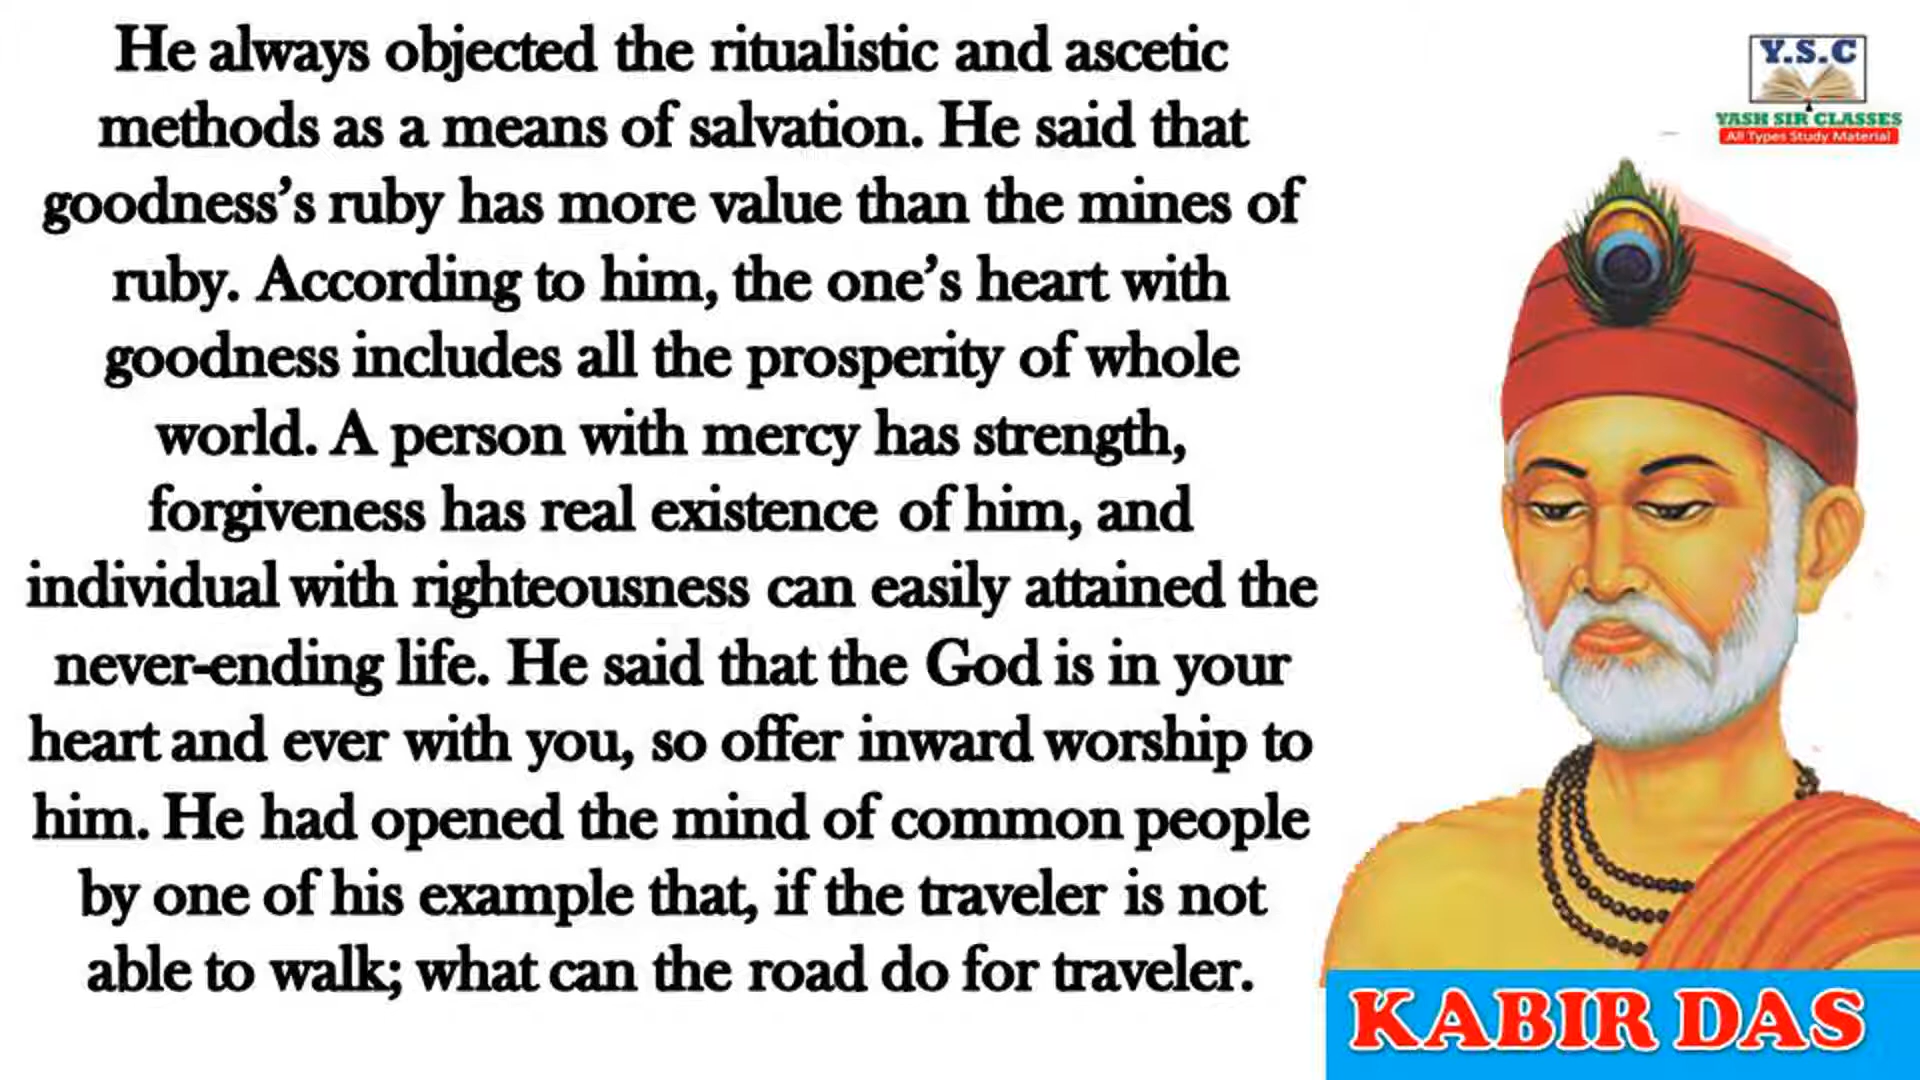 He always objected the ritualistic and ascetic
methods as a means of salvation. He said that
goodness’s ruby has more value than the mines of
ruby. According to him, the one’s heart with
goodness includes all the prosperity of whole
world. A person with mercy has strength,
forgiveness has real existence of him, and
individual with righteousness can easily attained the
never-ending life. He said that the God is in your
heart and ever with you, so offer inward worship to
him. He had opened the mind of common people
by one of his example that, if the traveler is not
able to walk; what can the road do for traveler.
Y.S.C
YASH SIR CLASSES
All Types Study Material
KABIR DAS